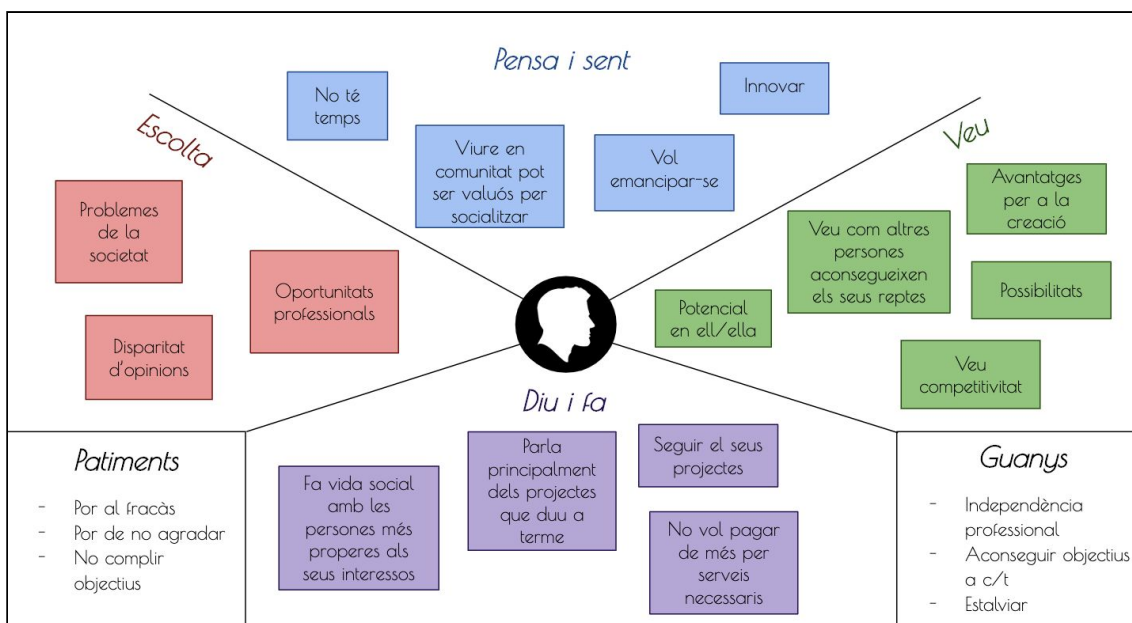 Pensa i sent
No té
temps
Viure en
comunitat pot
ser valuós per
socialitzar
Vol
emancipar-se
Innovar
Escolta
Problemes
de la
societat
Oportunitats
professionals
Disparitat
d'opinions
Veu
Avantatges
per a la
creació
Veu com altres
persones
aconsegueixen
els seus reptes
Possibilitats
Potencial
en ell/ella
Veu
competitivitat
Diu i fa
Fa vida social
amb les
persones més
properes als
seus interessos
Parla
principalment
dels projectes
que duu a
terme
Seguir el seus
projectes
No vol pagar
de més per
serveis
necessaris
Patiments
- Por al fracàs
- Por de no agradar
- No complir
objectius
Guanys
- Independència
professional
- Aconseguir objectius
a c/t
- Estalviar